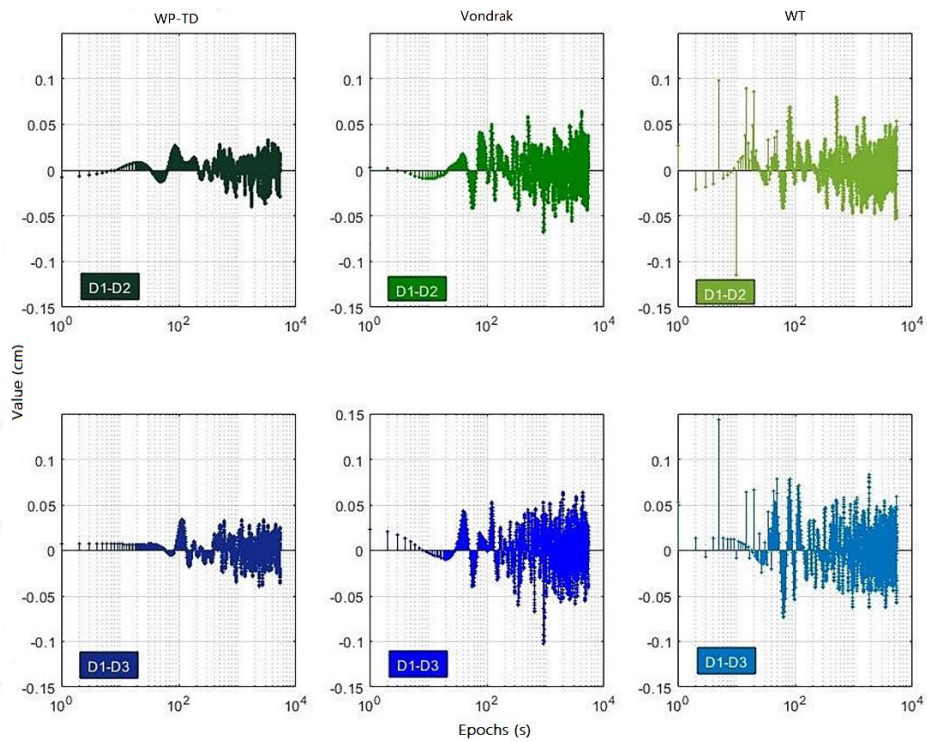 WP-TD Vondrak WT
0.1 0.1 0.1
0.05 0.05 0.05
0 0 0
-0.05 -0.05 -0.05
-0.1 -0.1 -0.1
D1-D2 D1-D2 D1-D2
-0.15 -0.15 -0.15
10^0 10^2 10^4 10^0 10^2 10^4 10^0 10^2 10^4
Value (cm)
0.15
0.1 0.1 0.1
0.05 0.05 0.05
0 0 0
-0.05 -0.05 -0.05
-0.1 -0.1 -0.1
D1-D3 D1-D3 D1-D3
-0.15 -0.15 -0.15
10^0 10^2 10^4 10^0 10^2 10^4 10^0 10^2 10^4
Epochs (s)